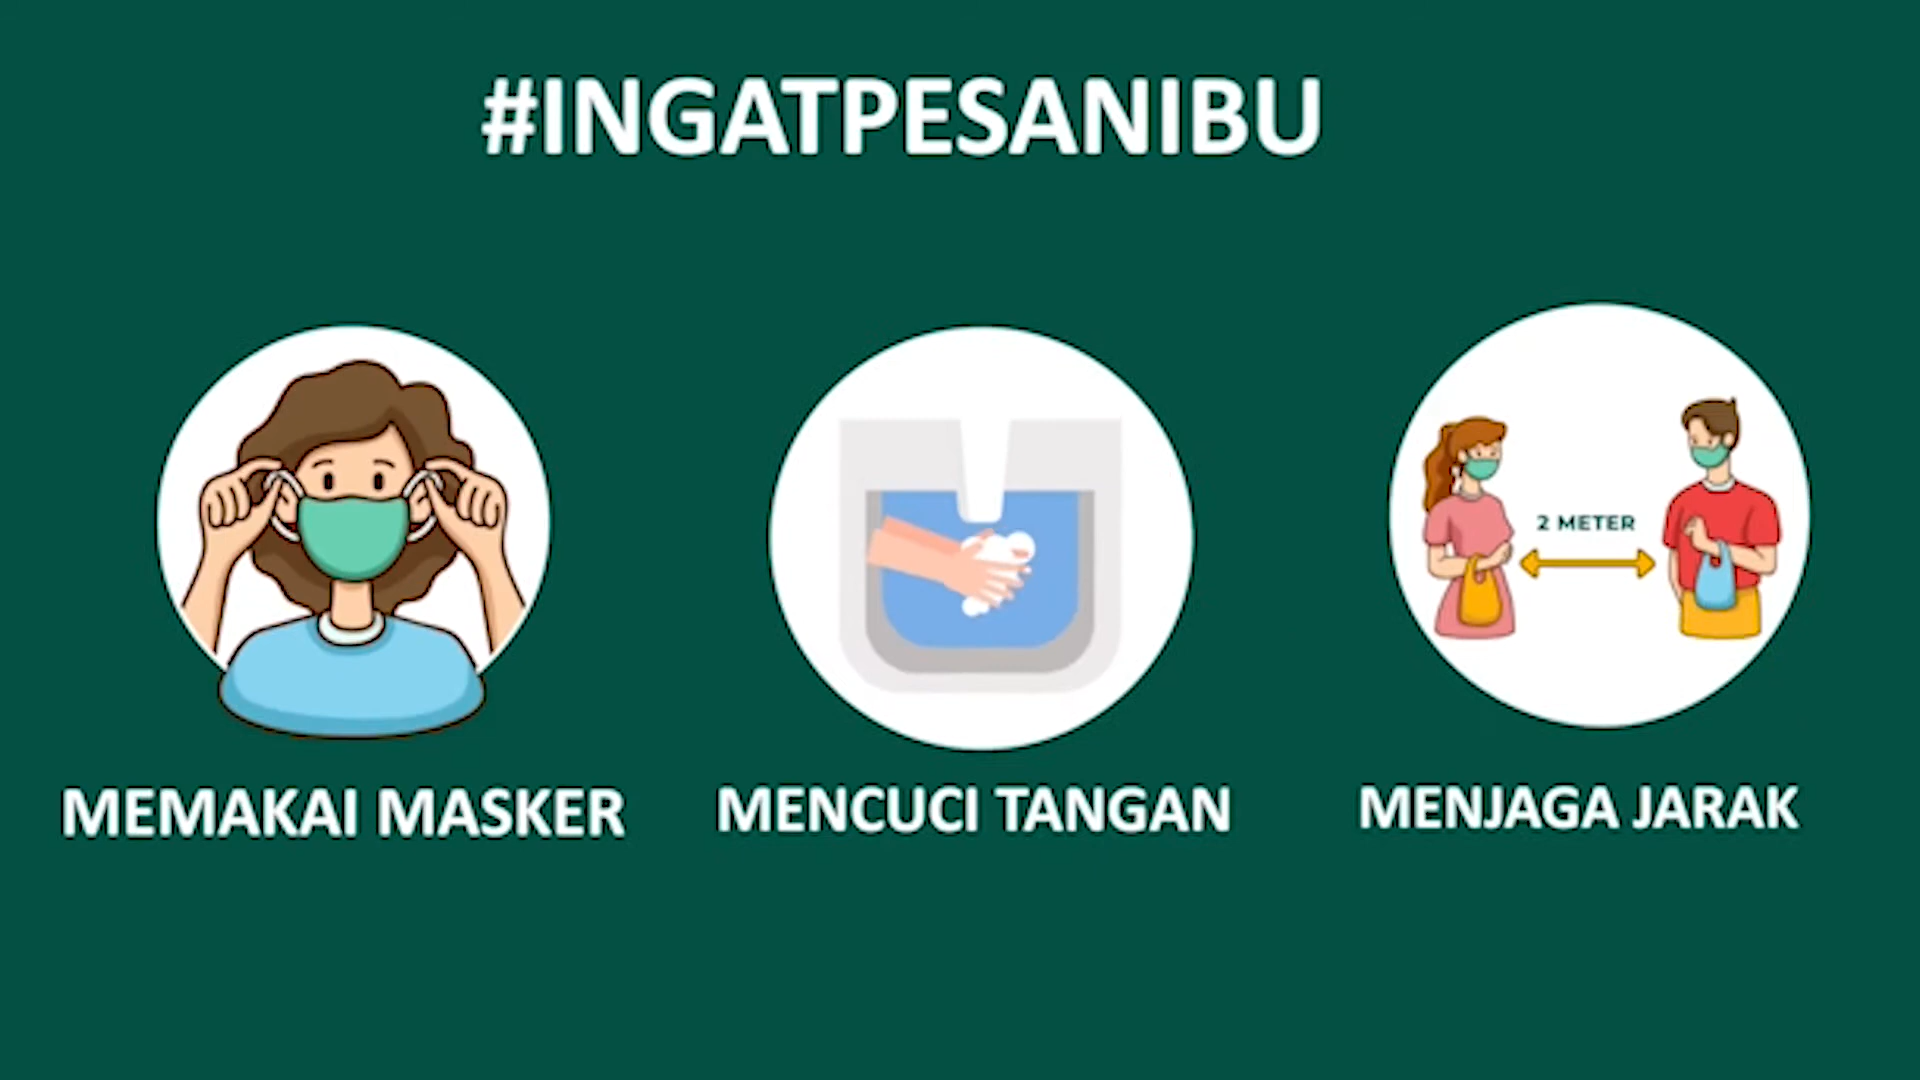 #INGATPESANIBU
2 METER
MEMAKAI MASKER
MENCUCI TANGAN
MENJAGA JARAK